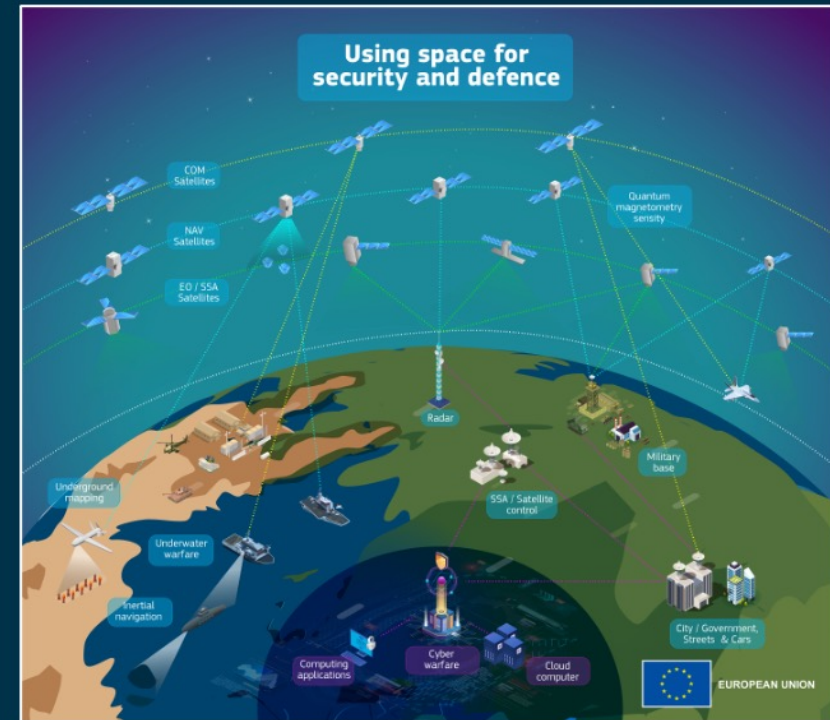 Using space for
security and defence
COM
Satellites
NAV
Satellites
EO / SSA
Satellites
Quantum
magnetometry
sensity
Radar
Military
base
SSA / Satellite
control
Underground
mapping
Underwater
warfare
Inertial
navigation
City / Government,
Streets & Cars
Computing
applications
Cyber
warfare
Cloud
computer
EUROPEAN UNION